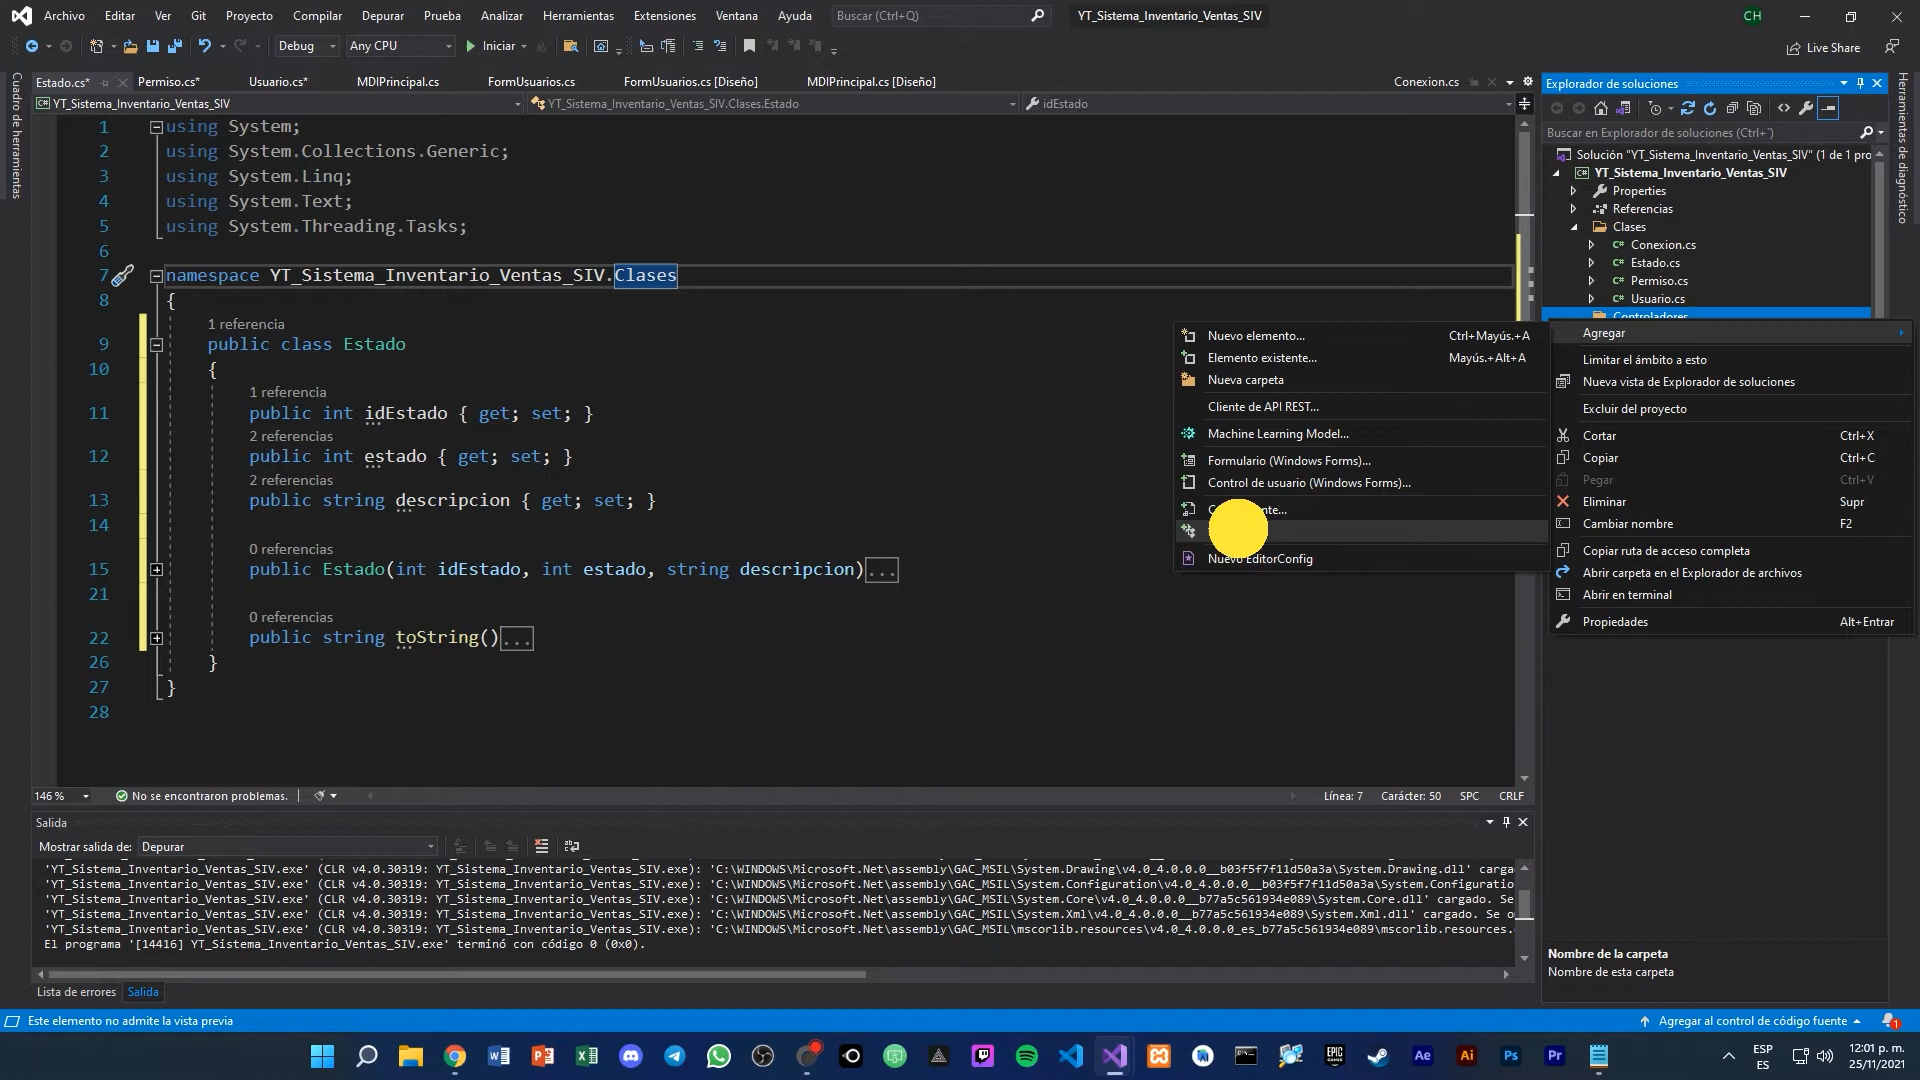 Archivo Editar Ver Git Proyecto Compilar Depurar Prueba Analizar Herramientas Extensiones Ventana Ayuda Buscar (Ctrl+Q) YT_Sistema_Inventario_Ventas_SIV CH
Debug Any CPU Iniciar Live Share
Estado.cs* Permiso.cs* Usuario.cs* MDIPrincipal.cs FormUsuarios.cs FormUsuarios.cs [Diseño] MDIPrincipal.cs [Diseño] Conexion.cs
YT_Sistema_Inventario_Ventas_SIV YT_Sistema_Inventario_Ventas_SIV.Clases.Estado idEstado
Cuadro de herramientas
1 using System;
2 using System.Collections.Generic;
3 using System.Linq;
4 using System.Text;
5 using System.Threading.Tasks;
6
7 namespace YT_Sistema_Inventario_Ventas_SIV.Clases
8 {
1 referencia
9 public class Estado
10 {
1 referencia
11 public int idEstado { get; set; }
2 referencias
12 public int estado { get; set; }
2 referencias
13 public string descripcion { get; set; }
14
0 referencias
15 public Estado(int idEstado, int estado, string descripcion)...
21
0 referencias
22 public string toString()...
26 }
27 }
28
146 % No se encontraron problemas. Línea: 7 Carácter: 50 SPC CRLF
Explorador de soluciones
Buscar en Explorador de soluciones (Ctrl+`)
Solución "YT_Sistema_Inventario_Ventas_SIV" (1 de 1 pro
YT_Sistema_Inventario_Ventas_SIV
Properties
Referencias
Clases
Conexion.cs
Estado.cs
Permiso.cs
Usuario.cs
Controladores
Herramientas de diagnóstico
Nuevo elemento... Ctrl+Mayús.+A
Elemento existente... Mayús.+Alt+A
Nueva carpeta
Cliente de API REST...
Machine Learning Model...
Formulario (Windows Forms)...
Control de usuario (Windows Forms)...
Nuevo EditorConfig
Agregar
Limitar el ámbito a esto
Nueva vista de Explorador de soluciones
Excluir del proyecto
Cortar Ctrl+X
Copiar Ctrl+C
Pegar Ctrl+V
Eliminar Supr
Cambiar nombre F2
Copiar ruta de acceso completa
Abrir carpeta en el Explorador de archivos
Abrir en terminal
Propiedades Alt+Entrar
Nombre de la carpeta
Nombre de esta carpeta
Salida
Mostrar salida de: Depurar
'YT_Sistema_Inventario_Ventas_SIV.exe' (CLR v4.0.30319: YT_Sistema_Inventario_Ventas_SIV.exe): 'C:\WINDOWS\Microsoft.Net\assembly\GAC_MSIL\System.Drawing\v4.0_4.0.0.0__b03f5f7f11d50a3a\System.Drawing.dll' carga
'YT_Sistema_Inventario_Ventas_SIV.exe' (CLR v4.0.30319: YT_Sistema_Inventario_Ventas_SIV.exe): 'C:\WINDOWS\Microsoft.Net\assembly\GAC_MSIL\System.Configuration\v4.0_4.0.0.0__b03f5f7f11d50a3a\System.Configuratio
'YT_Sistema_Inventario_Ventas_SIV.exe' (CLR v4.0.30319: YT_Sistema_Inventario_Ventas_SIV.exe): 'C:\WINDOWS\Microsoft.Net\assembly\GAC_MSIL\System.Core\v4.0_4.0.0.0__b77a5c561934e089\System.Core.dll' cargado. Se
'YT_Sistema_Inventario_Ventas_SIV.exe' (CLR v4.0.30319: YT_Sistema_Inventario_Ventas_SIV.exe): 'C:\WINDOWS\Microsoft.Net\assembly\GAC_MSIL\System.Xml\v4.0_4.0.0.0__b77a5c561934e089\System.Xml.dll' cargado. Se o
'YT_Sistema_Inventario_Ventas_SIV.exe' (CLR v4.0.30319: YT_Sistema_Inventario_Ventas_SIV.exe): 'C:\WINDOWS\Microsoft.Net\assembly\GAC_MSIL\mscorlib.resources\v4.0_4.0.0.0_es_b77a5c561934e089\mscorlib.resources.
El programa '[14416] YT_Sistema_Inventario_Ventas_SIV.exe' terminó con código 0 (0x0).
Lista de errores Salida
Este elemento no admite la vista previa Agregar al control de código fuente 1
ESP ES 12:01 p. m. 25/11/2021